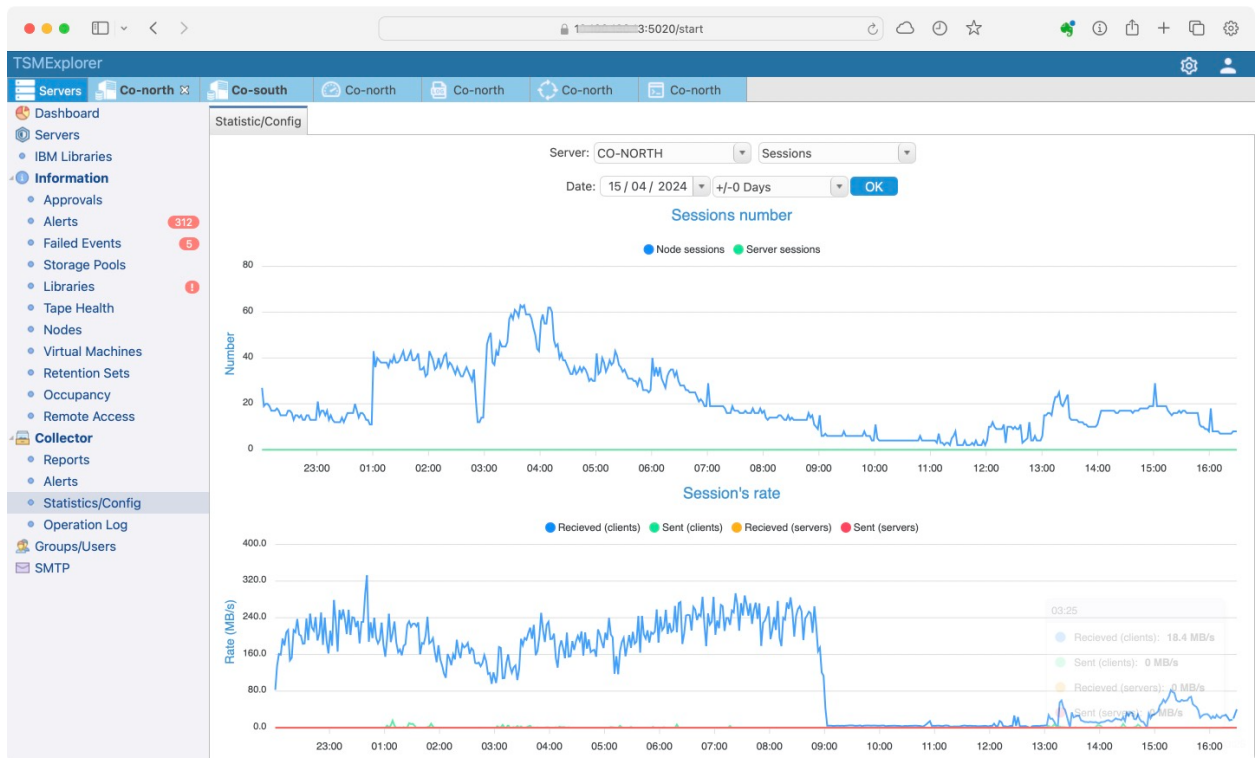 3:5020/start
TSMExplorer
Servers Co-north Co-south Co-north Co-north Co-north Co-north
Dashboard
Servers
IBM Libraries
Information
Approvals
Alerts 312
Failed Events 5
Storage Pools
Libraries !
Tape Health
Nodes
Virtual Machines
Retention Sets
Occupancy
Remote Access
Collector
Reports
Alerts
Statistics/Config
Operation Log
Groups/Users
SMTP
Statistic/Config
Server: CO-NORTH Sessions
Date: 15 / 04 / 2024 +/-0 Days OK
Sessions number
Node sessions Server sessions
Number
80
60
40
20
0
23:00 01:00 02:00 03:00 04:00 05:00 06:00 07:00 08:00 09:00 10:00 11:00 12:00 13:00 14:00 15:00 16:00
Session's rate
Recieved (clients) Sent (clients) Recieved (servers) Sent (servers)
Rate (MB/s)
400.0
320.0
240.0
160.0
80.0
0.0
03:25
Recieved (clients): 18.4 MB/s
Sent (clients): 0 MB/s
Recieved (servers): 0 MB/s
Sent (servers): 0 MB/s
23:00 01:00 02:00 03:00 04:00 05:00 06:00 07:00 08:00 09:00 10:00 11:00 12:00 13:00 14:00 15:00 16:00